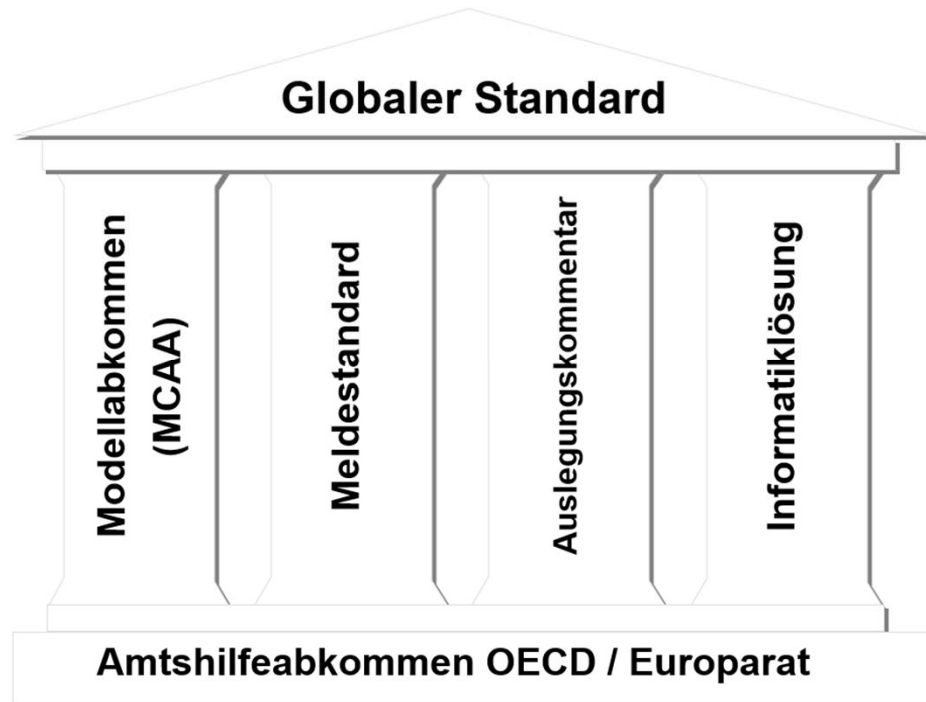 Globaler Standard
Modellabkommen
(MCAA)
Meldestandard
Auslegungskommentar
Informatiklösung
Amtshilfeabkommen OECD / Europarat